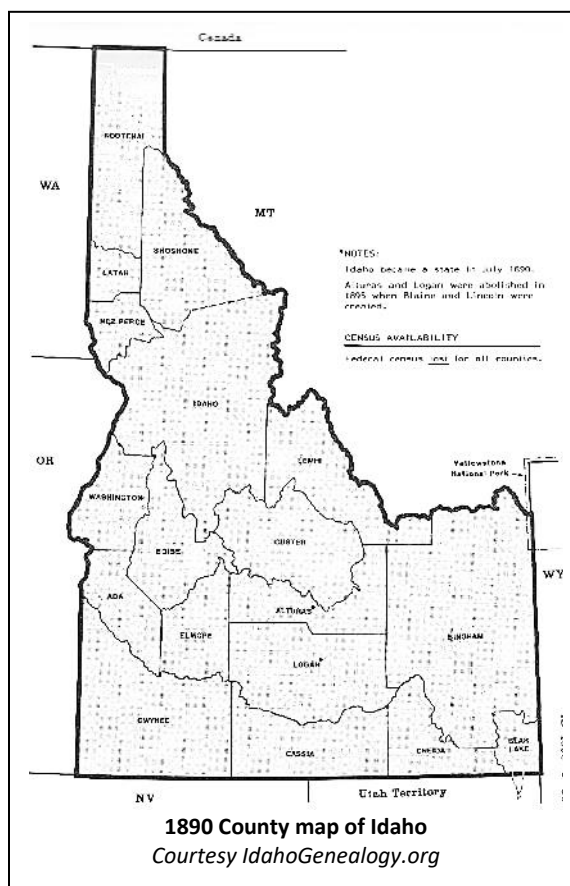 Canada
KOOTENAI
WA
MT
SHOSHONE
*NOTES:
Idaho became a state in July 1890.
Alturas and Logan were abolished in
1895 when Blaine and Lincoln were
created.
LATAH
NEZ PERCE
CENSUS AVAILABILITY
Federal census lost for all counties.
IDAHO
OR
LEMHI
Yellowstone
National Park
WASHINGTON
CUSTER
BOISE
WY
ADA
ALTURAS
ELMORE
BINGHAM
LOGAN
OWYHEE
CASSIA
ONEIDA
BEAR
LAKE
NV
Utah Territory
1890 County map of Idaho
Courtesy IdahoGenealogy.org